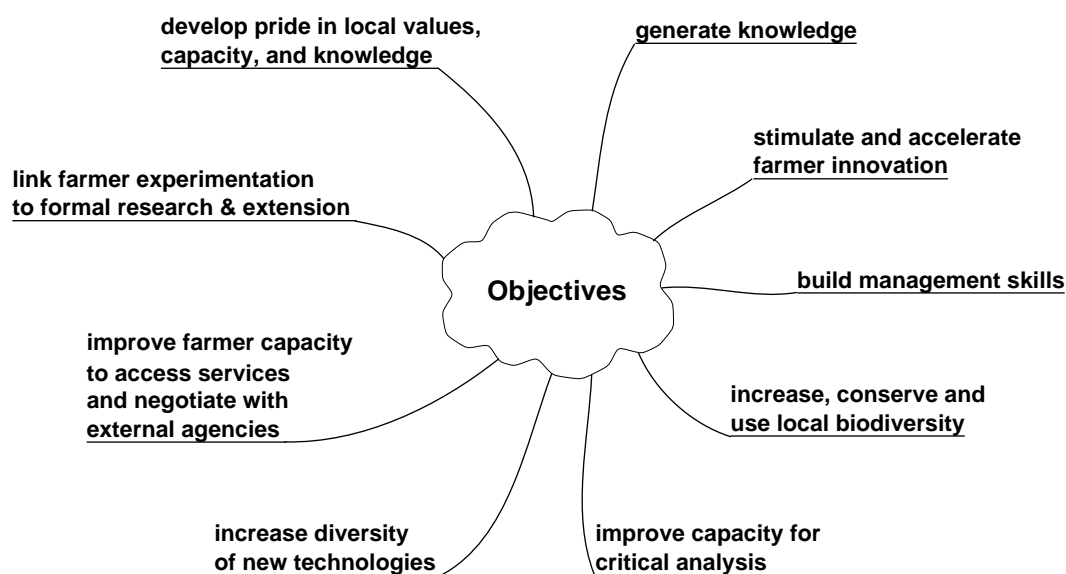 develop pride in local values,
capacity, and knowledge
generate knowledge
stimulate and accelerate
farmer innovation
link farmer experimentation
to formal research & extension
Objectives
build management skills
improve farmer capacity
to access services
and negotiate with
external agencies
increase, conserve and
use local biodiversity
increase diversity
of new technologies
improve capacity for
critical analysis